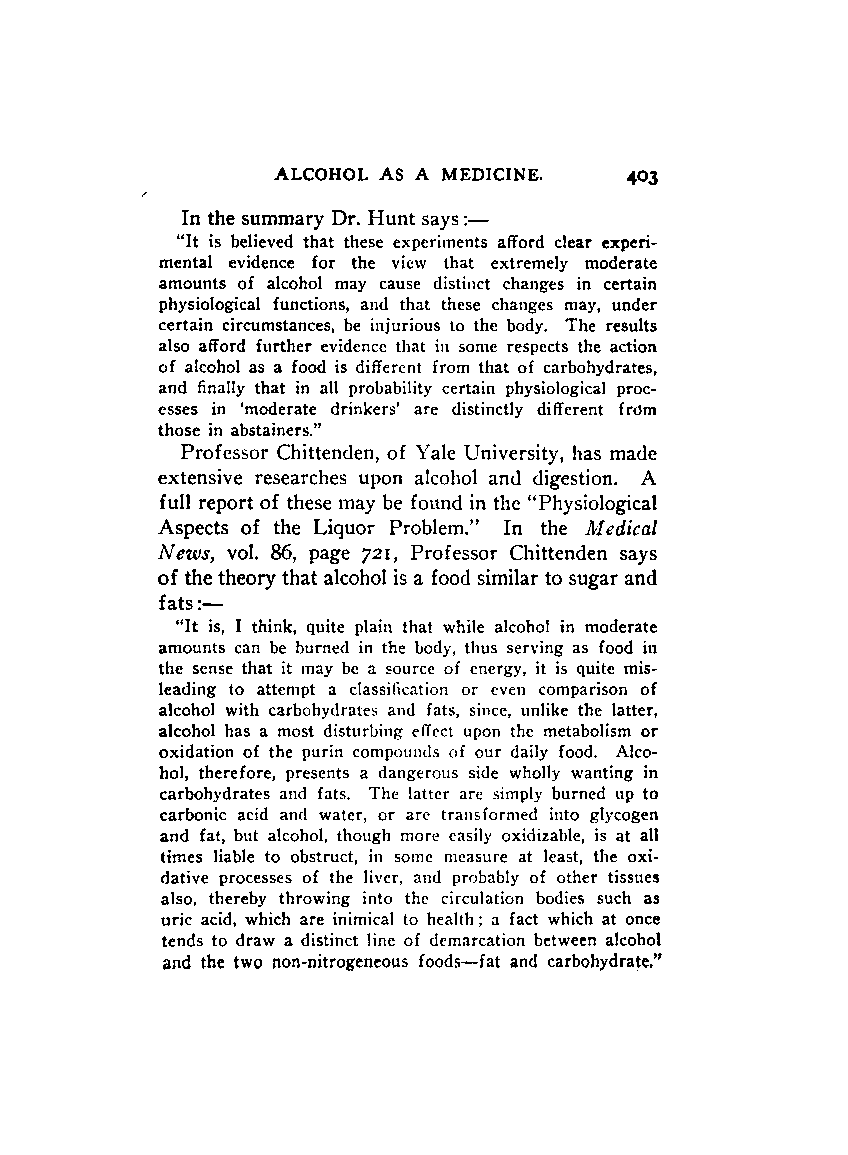 ALCOHOL AS A MEDICINE. 403
In the summary Dr. Hunt says:—
"It is believed that these experiments afford clear experi-
mental evidence for the view that extremely moderate
amounts of alcohol may cause distinct changes in certain
physiological functions, and that these changes may, under
certain circumstances, be injurious to the body. The results
also afford further evidence that in some respects the action
of alcohol as a food is different from that of carbohydrates,
and finally that in all probability certain physiological proc-
esses in 'moderate drinkers' are distinctly different from
those in abstainers."
Professor Chittenden, of Yale University, has made
extensive researches upon alcohol and digestion. A
full report of these may be found in the "Physiological
Aspects of the Liquor Problem." In the Medical
News, vol. 86, page 721, Professor Chittenden says
of the theory that alcohol is a food similar to sugar and
fats:—
"It is, I think, quite plain that while alcohol in moderate
amounts can be burned in the body, thus serving as food in
the sense that it may be a source of energy, it is quite mis-
leading to attempt a classification or even comparison of
alcohol with carbohydrates and fats, since, unlike the latter,
alcohol has a most disturbing effect upon the metabolism or
oxidation of the purin compounds of our daily food. Alco-
hol, therefore, presents a dangerous side wholly wanting in
carbohydrates and fats. The latter are simply burned up to
carbonic acid and water, or are transformed into glycogen
and fat, but alcohol, though more easily oxidizable, is at all
times liable to obstruct, in some measure at least, the oxi-
dative processes of the liver, and probably of other tissues
also, thereby throwing into the circulation bodies such as
uric acid, which are inimical to health; a fact which at once
tends to draw a distinct line of demarcation between alcohol
and the two non-nitrogeneous foods—fat and carbohydrate."